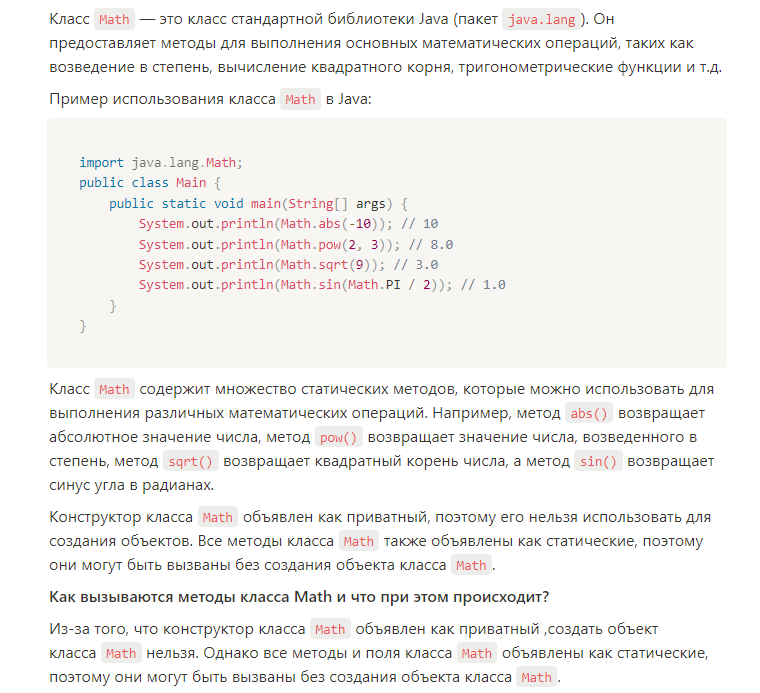 Класс Math — это класс стандартной библиотеки Java (пакет java.lang). Он
предоставляет методы для выполнения основных математических операций, таких как
возведение в степень, вычисление квадратного корня, тригонометрические функции и т.д.
Пример использования класса Math в Java:
import java.lang.Math;
public class Main {
    public static void main(String[] args) {
        System.out.println(Math.abs(-10)); // 10
        System.out.println(Math.pow(2, 3)); // 8.0
        System.out.println(Math.sqrt(9)); // 3.0
        System.out.println(Math.sin(Math.PI / 2)); // 1.0
    }
}
Класс Math содержит множество статических методов, которые можно использовать для
выполнения различных математических операций. Например, метод abs() возвращает
абсолютное значение числа, метод pow() возвращает значение числа, возведенного в
степень, метод sqrt() возвращает квадратный корень числа, а метод sin() возвращает
синус угла в радианах.
Конструктор класса Math объявлен как приватный, поэтому его нельзя использовать для
создания объектов. Все методы класса Math также объявлены как статические, поэтому
они могут быть вызваны без создания объекта класса Math.
Как вызываются методы класса Math и что при этом происходит?
Из-за того, что конструктор класса Math объявлен как приватный ,создать объект
класса Math нельзя. Однако все методы и поля класса Math объявлены как статические,
поэтому они могут быть вызваны без создания объекта класса Math.